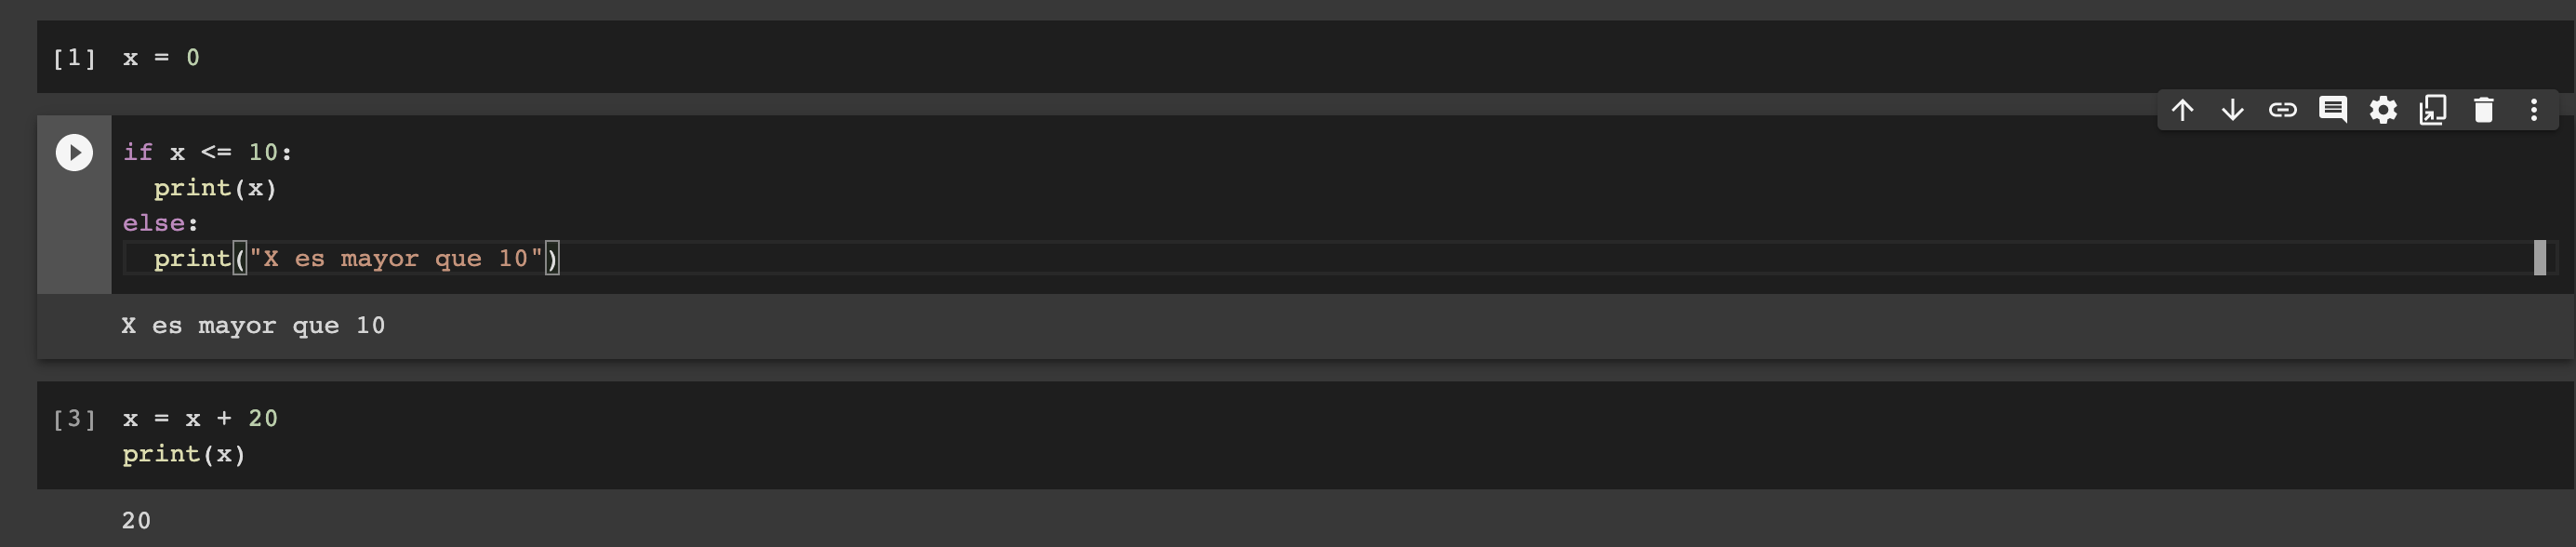 [1] x = 0
if x <= 10:
  print(x)
else:
  print("X es mayor que 10")
X es mayor que 10
[3] x = x + 20
print(x)
20